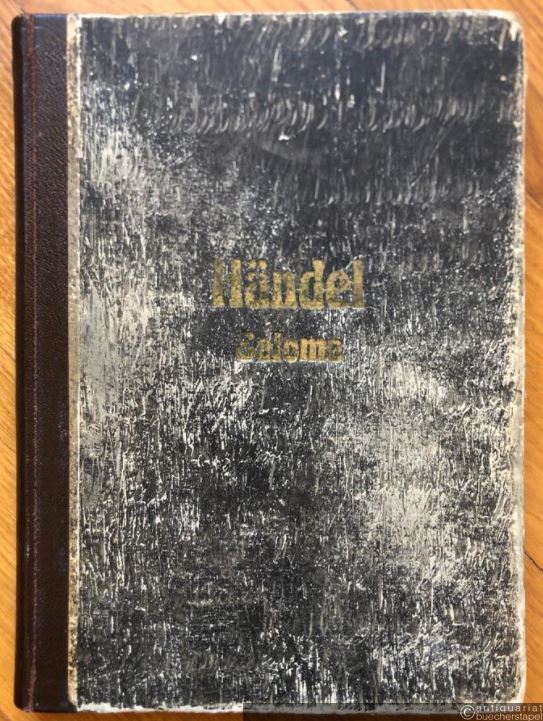 Händel
Salomo
©antiquariat
buecherstapel